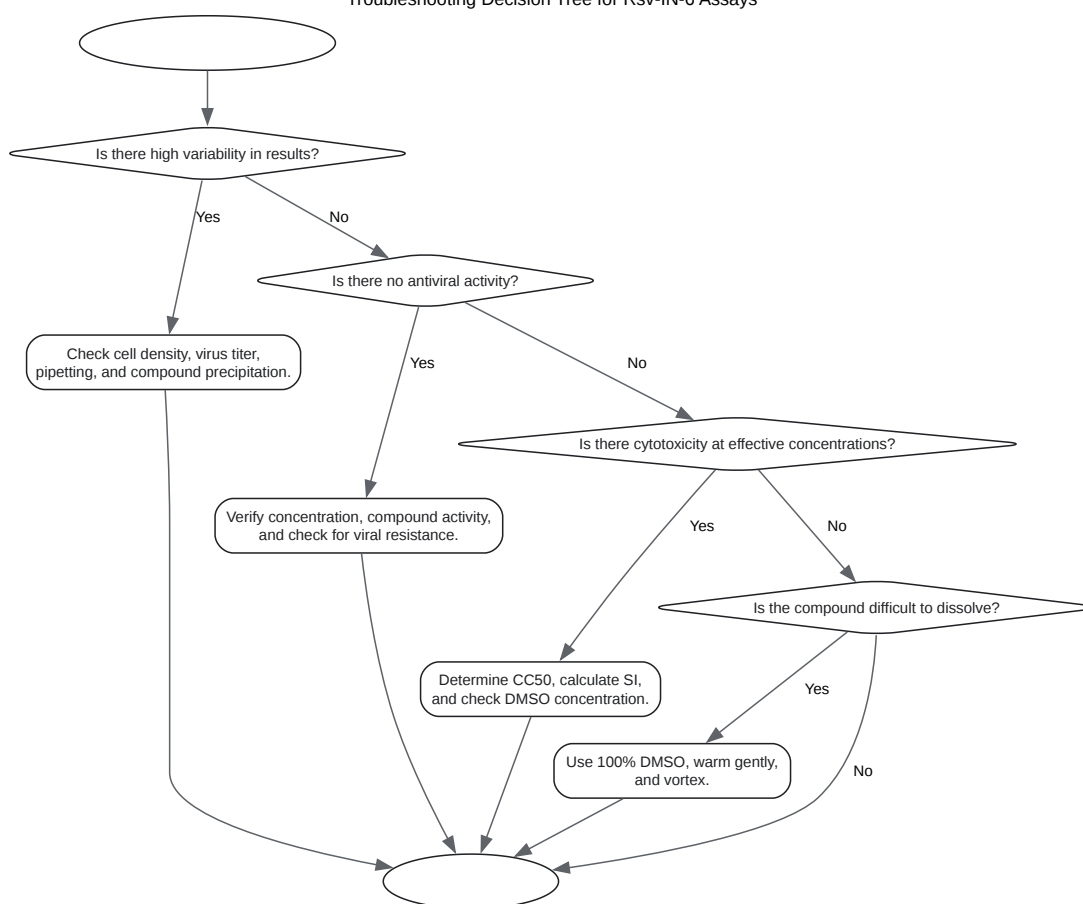 Troubleshooting Decision Tree for Rsv-IN-6 Assays
Is there high variability in results?
Yes
No
Is there no antiviral activity?
Check cell density, virus titer,
pipetting, and compound precipitation.
Yes
No
Is there cytotoxicity at effective concentrations?
Verify concentration, compound activity,
and check for viral resistance.
Yes
No
Is the compound difficult to dissolve?
Determine CC50, calculate SI,
and check DMSO concentration.
Yes
Use 100% DMSO, warm gently,
and vortex.
No